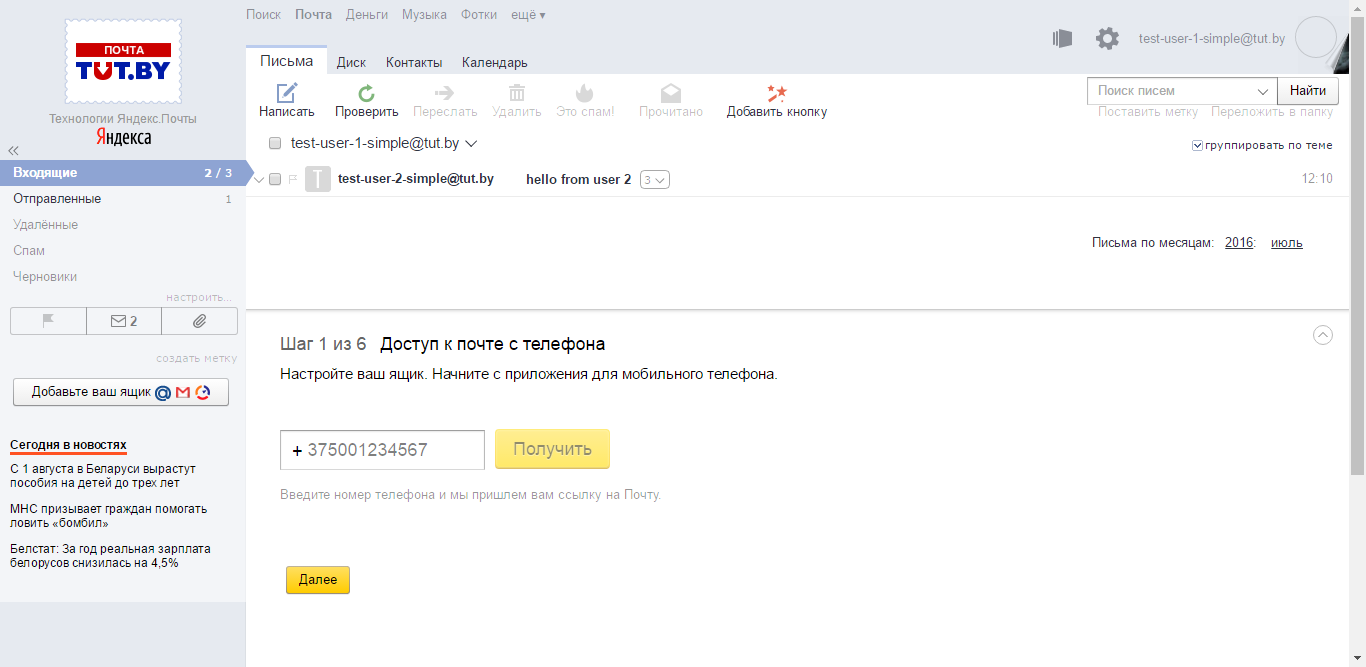 ПОЧТА
TUT.BY
Технологии Яндекс.Почты
Яндекса
Поиск Почта Деньги Музыка Фотки ещё ▾
test-user-1-simple@tut.by
Письма Диск Контакты Календарь
Написать Проверить Переслать Удалить Это спам! Прочитано Добавить кнопку
Поиск писем Найти
Поставить метку Переложить в папку
test-user-1-simple@tut.by
группировать по теме
T test-user-2-simple@tut.by hello from user 2 3 12:10
Письма по месяцам: 2016: июль
«
Входящие 2 / 3
Отправленные 1
Удалённые
Спам
Черновики
настроить...
2
создать метку
Добавьте ваш ящик
Сегодня в новостях
С 1 августа в Беларуси вырастут
пособия на детей до трех лет
МНС призывает граждан помогать
ловить «бомбил»
Белстат: За год реальная зарплата
белорусов снизилась на 4,5%
Шаг 1 из 6 Доступ к почте с телефона
Настройте ваш ящик. Начните с приложения для мобильного телефона.
+ 375001234567 Получить
Введите номер телефона и мы пришлем вам ссылку на Почту.
Далее